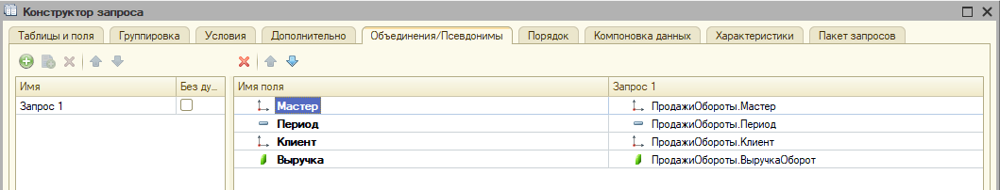 Конструктор запроса
Таблицы и поля Группировка Условия Дополнительно Объединения/Псевдонимы Порядок Компоновка данных Характеристики Пакет запросов
Имя Без ду... Имя поля Запрос 1
Запрос 1 Мастер ПродажиОбороты.Мастер
Период ПродажиОбороты.Период
Клиент ПродажиОбороты.Клиент
Выручка ПродажиОбороты.ВыручкаОборот